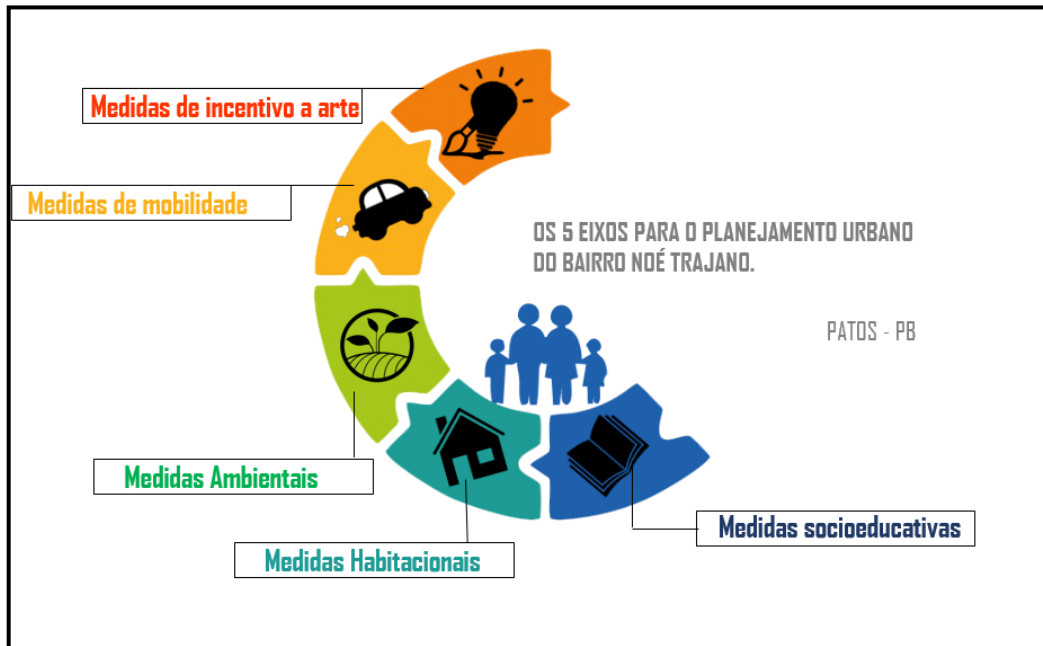 Medidas de incentivo a arte
Medidas de mobilidade
OS 5 EIXOS PARA O PLANEJAMENTO URBANO
DO BAIRRO NOÉ TRAJANO.
PATOS - PB
Medidas Ambientais
Medidas socioeducativas
Medidas Habitacionais